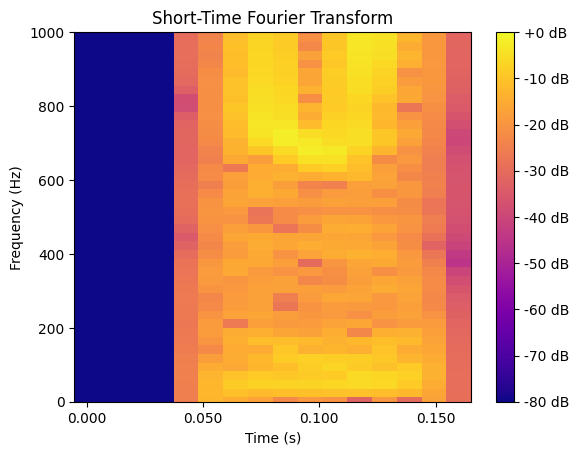 Short-Time Fourier Transform
1000
800
600
400
200
0
Frequency (Hz)
0.000
0.050
0.100
0.150
Time (s)
+0 dB
-10 dB
-20 dB
-30 dB
-40 dB
-50 dB
-60 dB
-70 dB
-80 dB